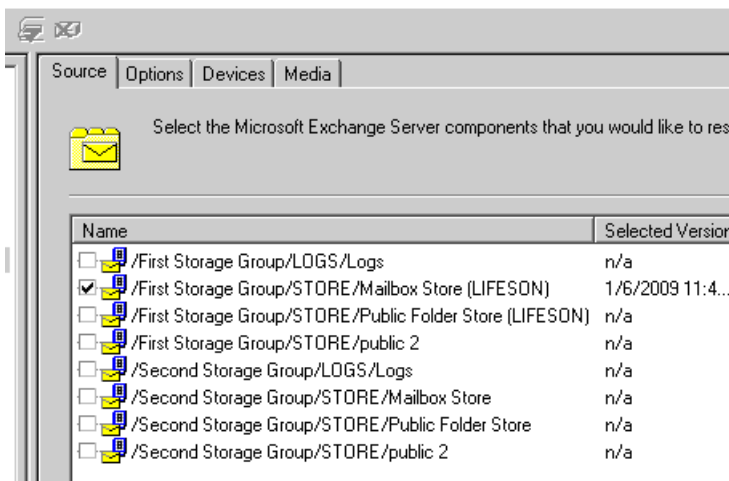 Source Options Devices Media
Select the Microsoft Exchange Server components that you would like to res
Name Selected Version
/First Storage Group/LOGS/Logs n/a
/First Storage Group/STORE/Mailbox Store (LIFESON) 1/6/2009 11:4...
/First Storage Group/STORE/Public Folder Store (LIFESON) n/a
/First Storage Group/STORE/public 2 n/a
/Second Storage Group/LOGS/Logs n/a
/Second Storage Group/STORE/Mailbox Store n/a
/Second Storage Group/STORE/Public Folder Store n/a
/Second Storage Group/STORE/public 2 n/a